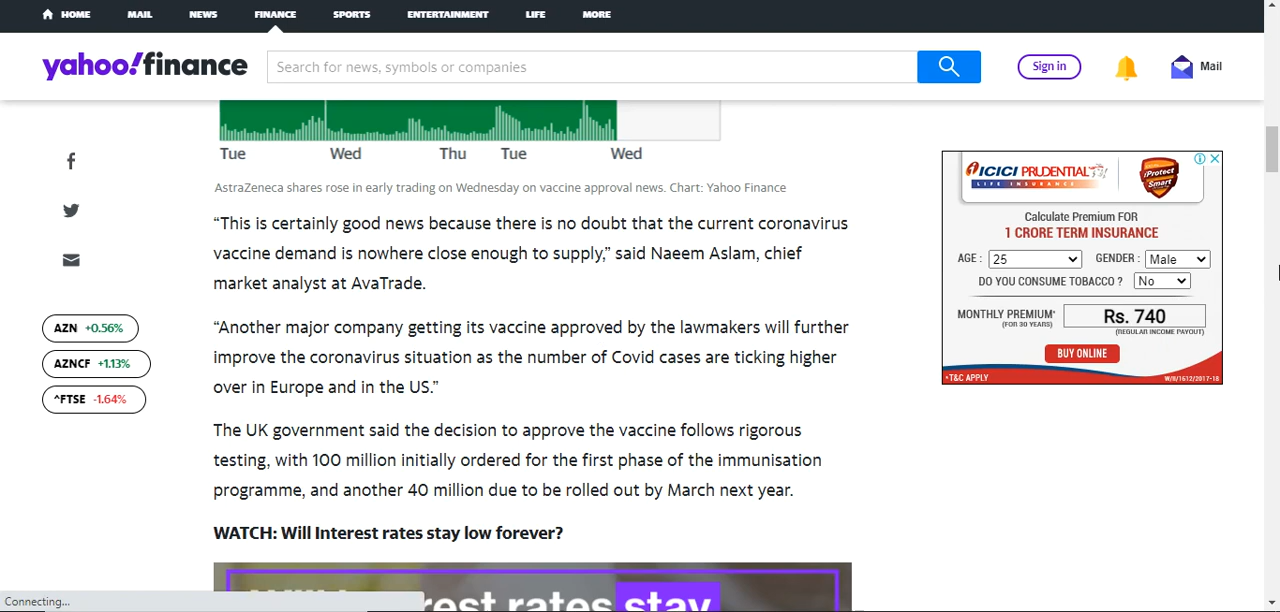 HOME MAIL NEWS FINANCE SPORTS ENTERTAINMENT LIFE MORE
yahoo!finance
Search for news, symbols or companies
Sign in
Mail
Tue Wed Thu Tue Wed
AstraZeneca shares rose in early trading on Wednesday on vaccine approval news. Chart: Yahoo Finance
“This is certainly good news because there is no doubt that the current coronavirus
vaccine demand is nowhere close enough to supply,” said Naeem Aslam, chief
market analyst at AvaTrade.
“Another major company getting its vaccine approved by the lawmakers will further
improve the coronavirus situation as the number of Covid cases are ticking higher
over in Europe and in the US.”
The UK government said the decision to approve the vaccine follows rigorous
testing, with 100 million initially ordered for the first phase of the immunisation
programme, and another 40 million due to be rolled out by March next year.
WATCH: Will Interest rates stay low forever?
rest rates stay
AZN +0.56%
AZNCF +1.13%
^FTSE -1.64%
ICICI PRUDENTIAL
LIFE INSURANCE
iProtect
Smart
Calculate Premium FOR
1 CRORE TERM INSURANCE
AGE : 25 GENDER : Male
DO YOU CONSUME TOBACCO ? No
MONTHLY PREMIUM*
(FOR 30 YEARS)
Rs. 740
(REGULAR INCOME PAYOUT)
BUY ONLINE
*T&C APPLY
W/II/1512/2017-18
Connecting...